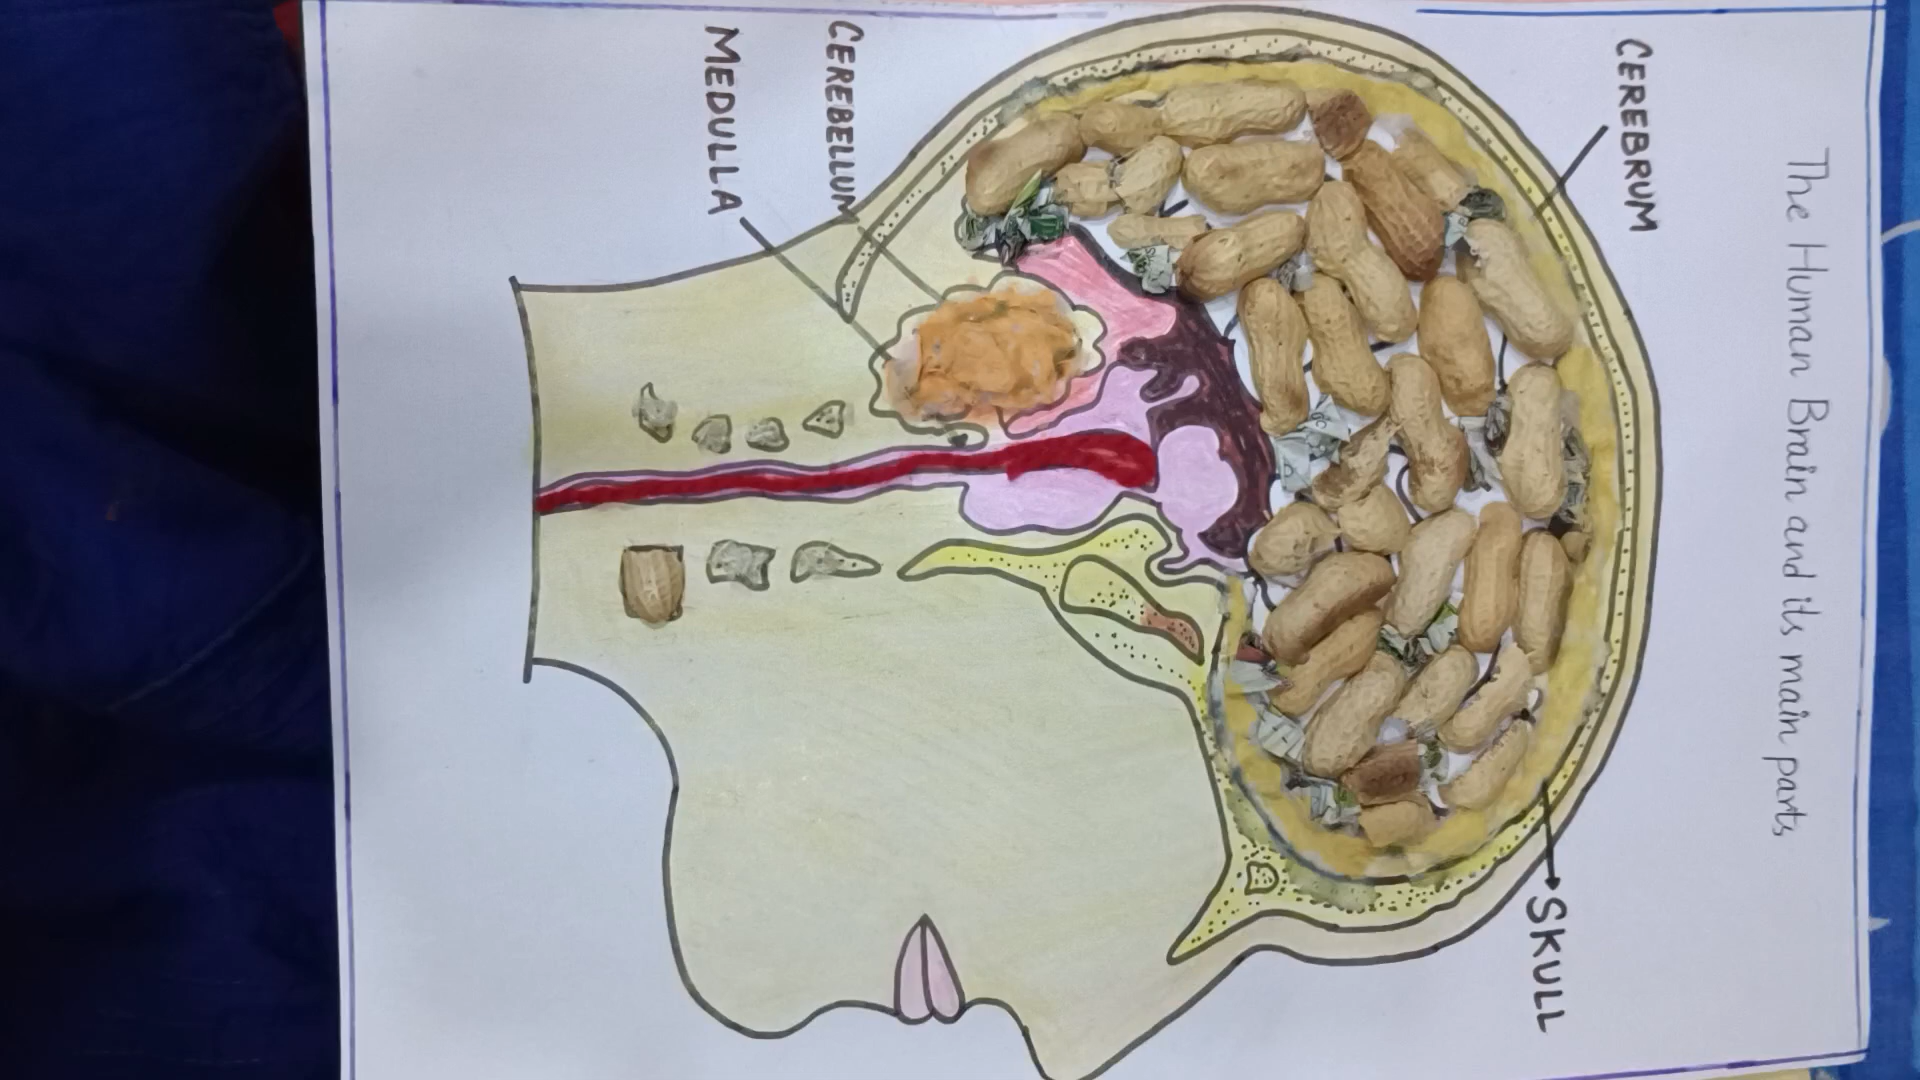 The Human Brain and its main parts
CEREBRUM
SKULL
CEREBELLUM
MEDULLA